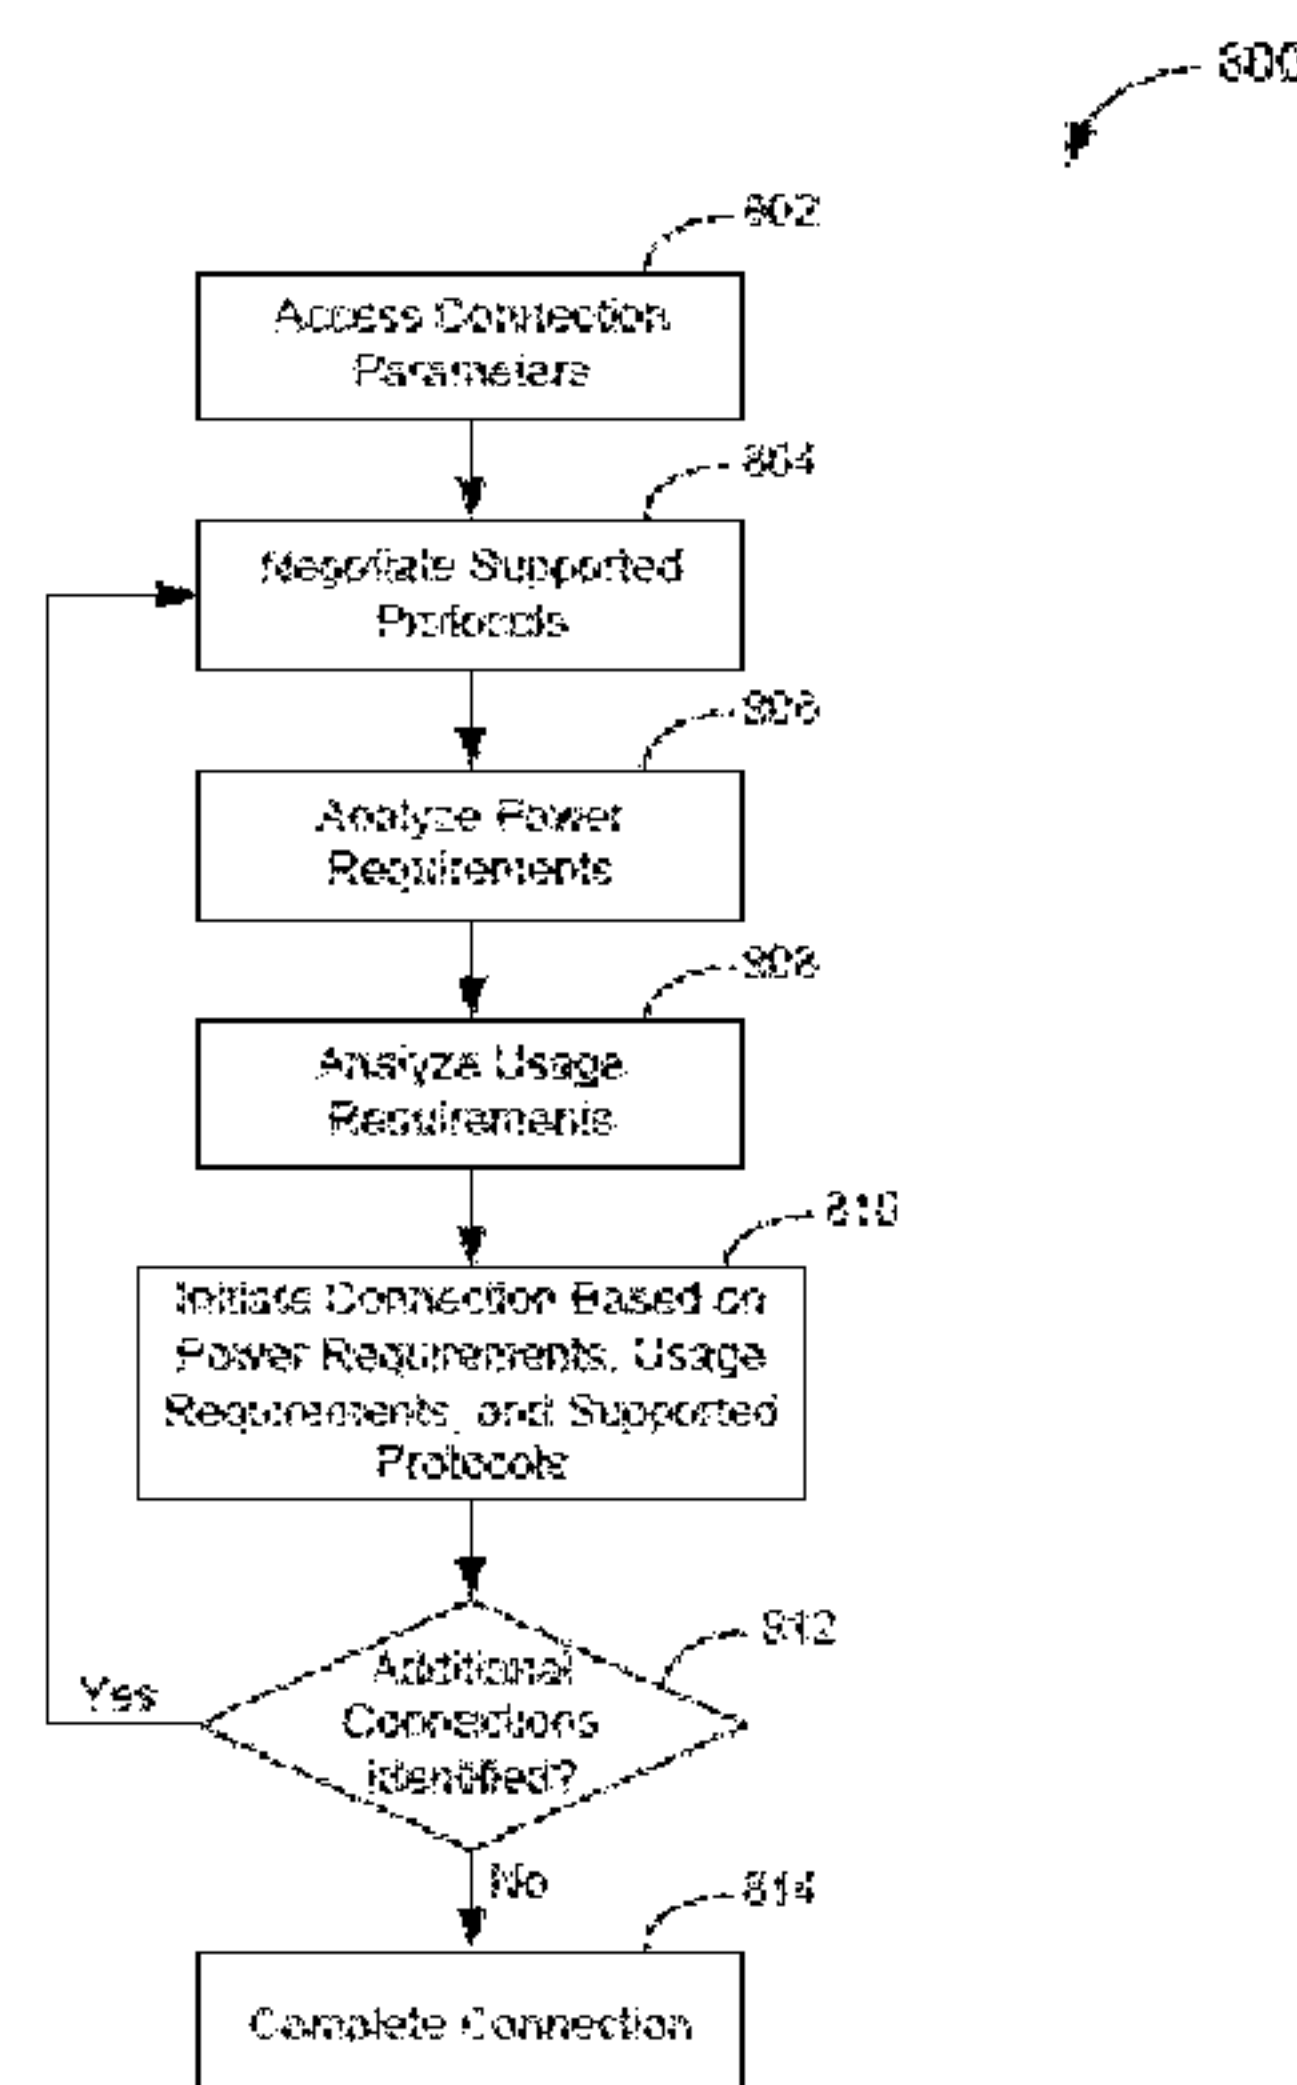 800
802
Access Connection
Parameters
804
Negotiate Supported
Protocols
806
Analyze Power
Requirements
808
Analyze Usage
Requirements
810
Initiate Connection Based on
Power Requirements, Usage
Requirements, and Supported
Protocols
812
Additional
Connections
Identified?
Yes
No
814
Complete Connection